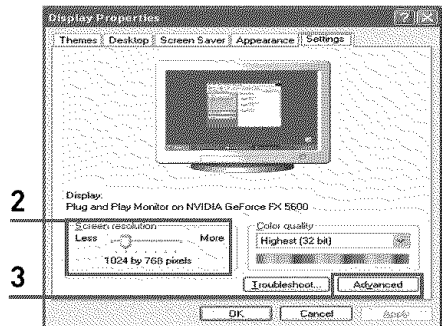 Display Properties
Themes Desktop Screen Saver Appearance Settings
Display:
Plug and Play Monitor on NVIDIA GeForce FX 5600
2
Screen resolution
Less More
1024 by 768 pixels
Color quality
Highest (32 bit)
3
Troubleshoot... Advanced
OK Cancel Apply